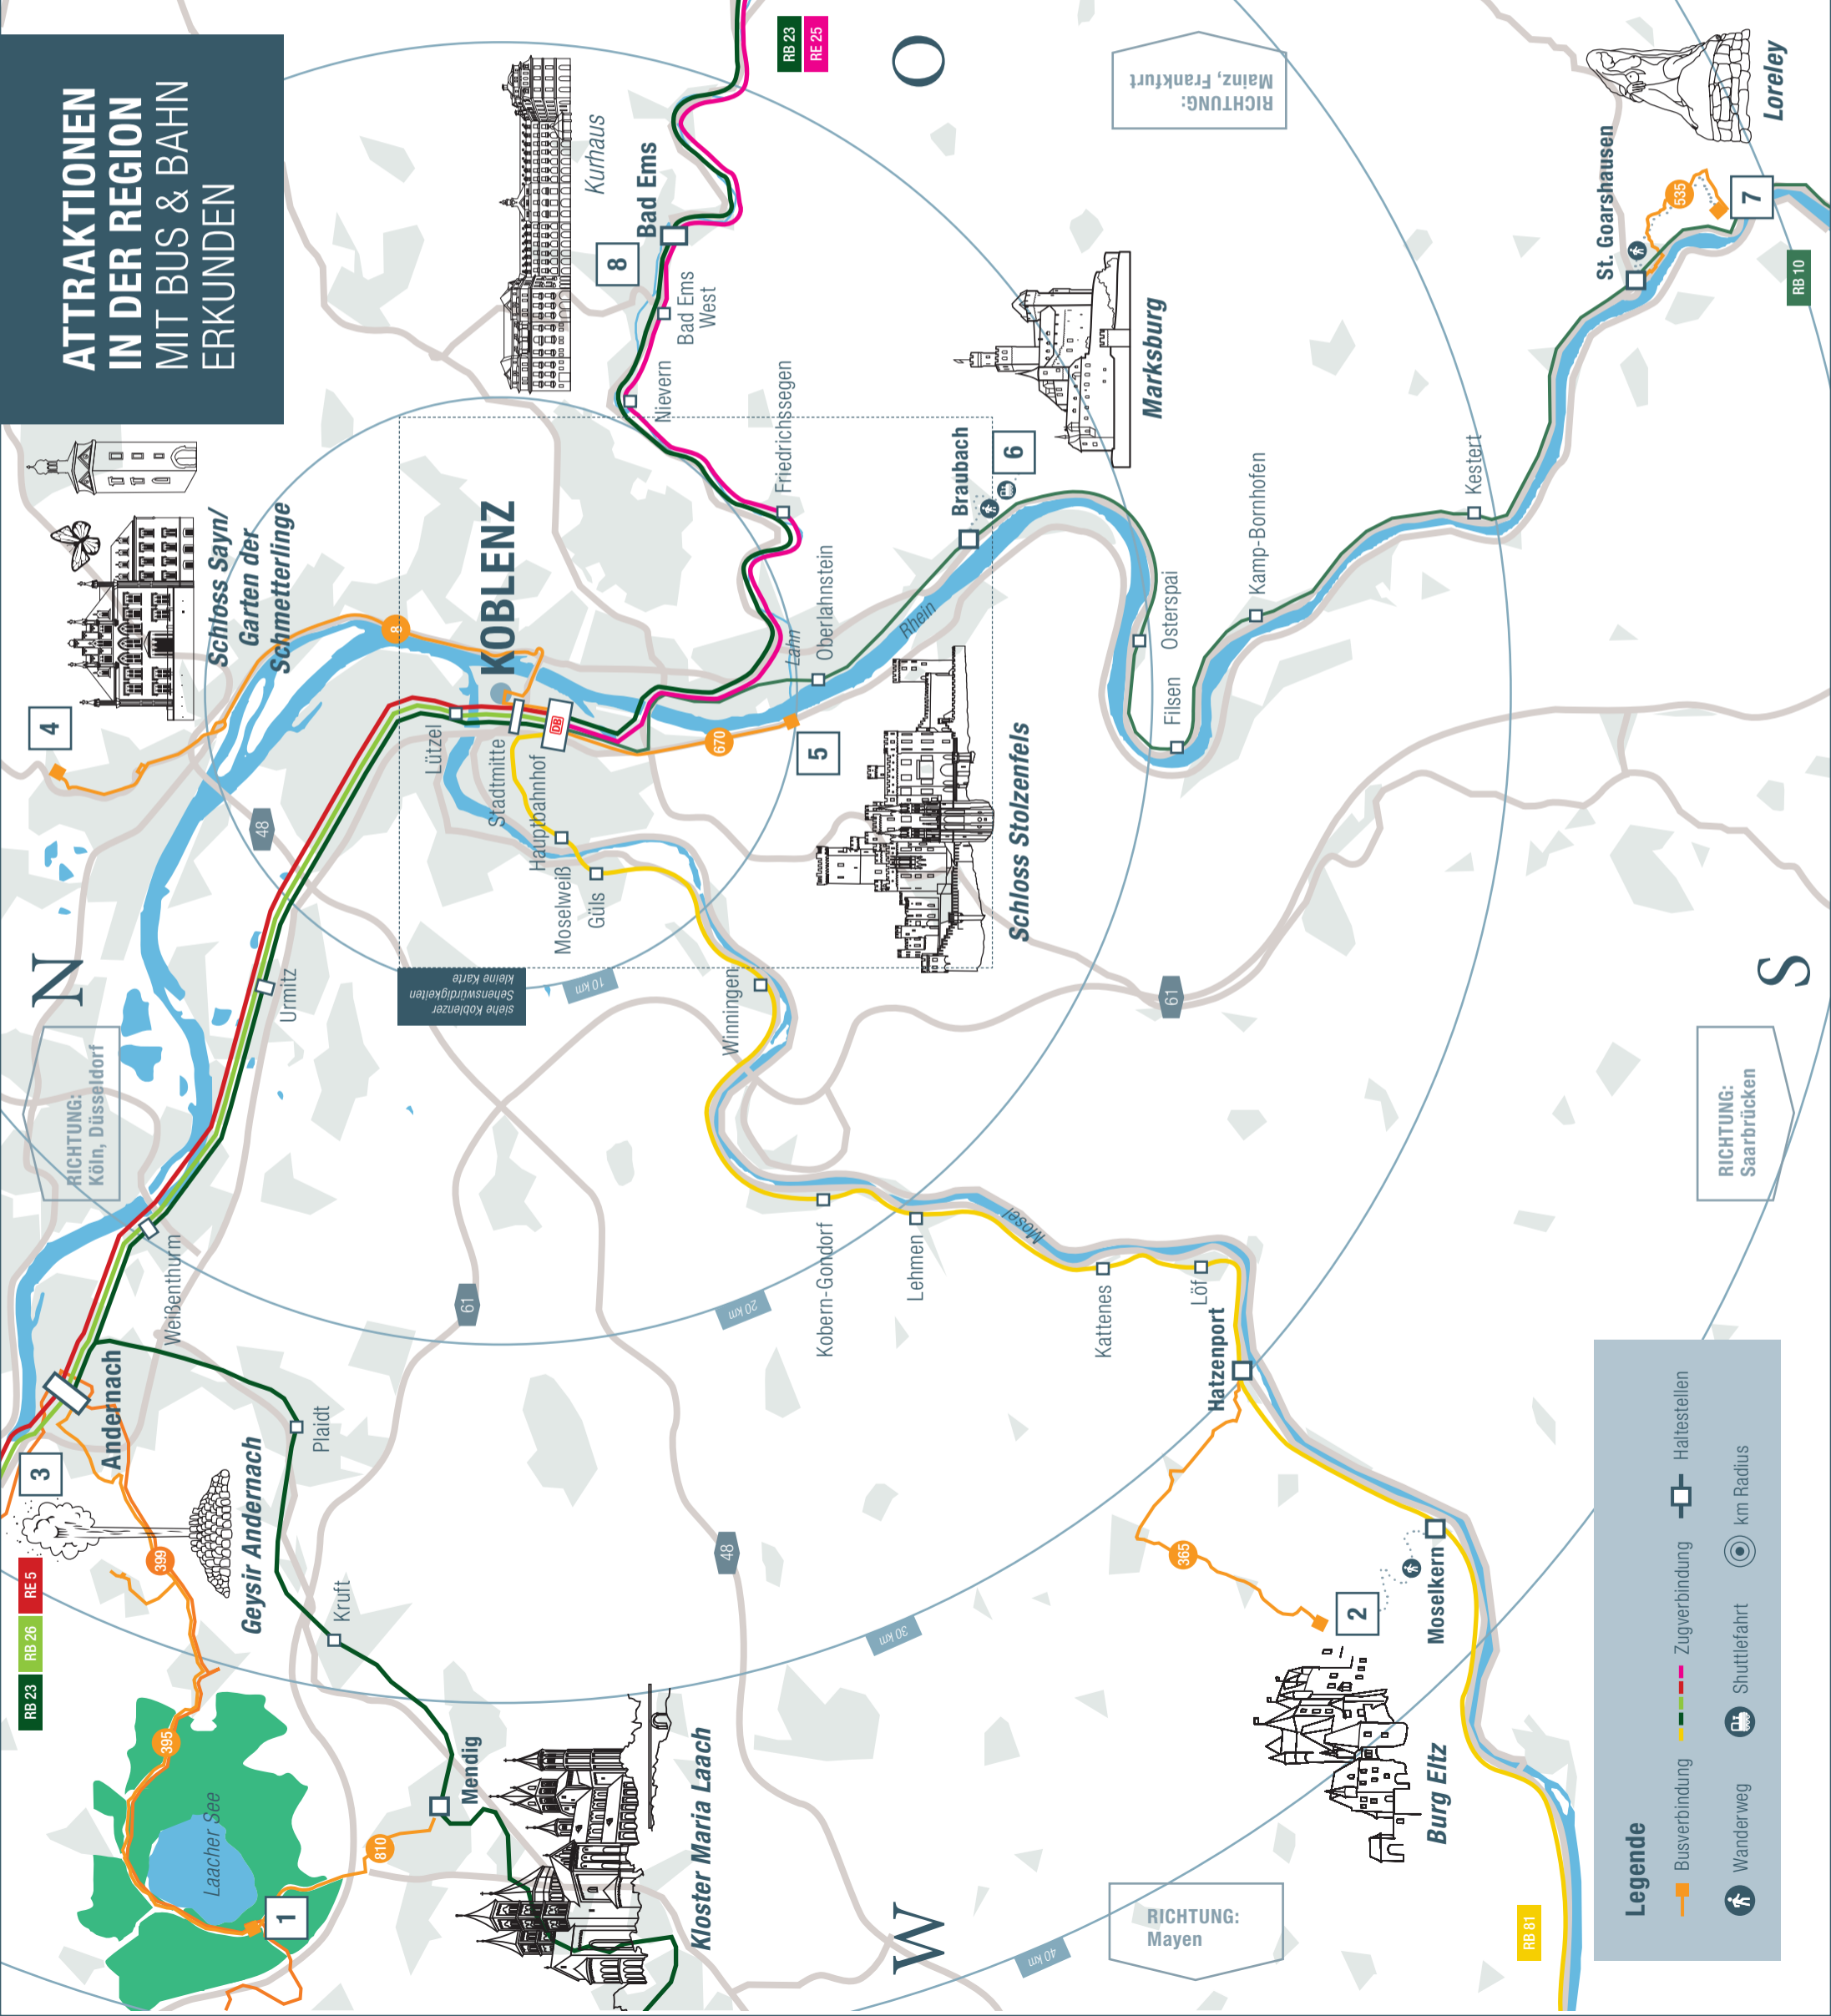 ATTRAKTIONEN
IN DER REGION
MIT BUS & BAHN
ERKUNDEN
N
O
S
W
RICHTUNG:
Köln, Düsseldorf
RICHTUNG:
Mainz, Frankfurt
RICHTUNG:
Saarbrücken
RICHTUNG:
Mayen
RB 23
RB 26
RE 5
RB 23
RE 25
RB 10
RB 81
1
Kloster Maria Laach
Laacher See
2
Burg Eltz
3
Geysir Andernach
4
Schloss Sayn/
Garten der
Schmetterlinge
5
Schloss Stolzenfels
6
Marksburg
7
Loreley
8
Kurhaus
KOBLENZ
Lützel
Stadtmitte
Hauptbahnhof
DB
Moselweiß
Güls
Winningen
Kobern-Gondorf
Lehmen
Kattenes
Löf
Hatzenport
Moselkern
Mosel
Urmitz
Weißenthurm
Andernach
Plaidt
Kruft
Mendig
Bad Ems
Bad Ems
West
Nievern
Friedrichssegen
Lahn
Oberlahnstein
Rhein
Braubach
Osterspai
Filsen
Kamp-Bornhofen
Kestert
St. Goarshausen
395
399
810
365
8
670
535
48
61
48
61
10 km
20 km
30 km
40 km
siehe Koblenzer
Sehenswürdigkeiten
kleine Karte
Legende
Busverbindung
Zugverbindung
Haltestellen
Wanderweg
Shuttlefahrt
km Radius